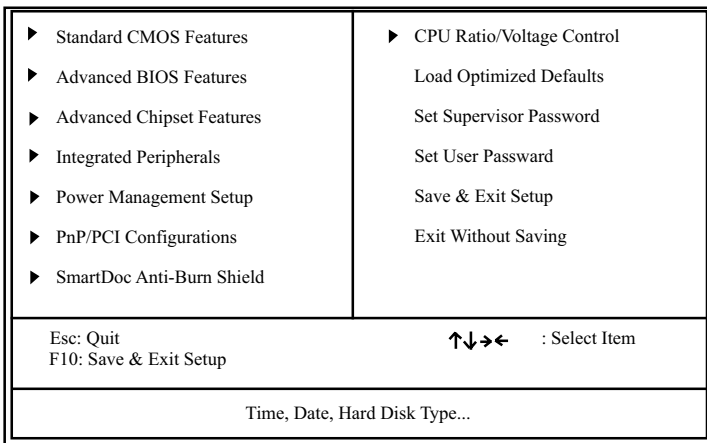 Standard CMOS Features
Advanced BIOS Features
Advanced Chipset Features
Integrated Peripherals
Power Management Setup
PnP/PCI Configurations
SmartDoc Anti-Burn Shield
CPU Ratio/Voltage Control
Load Optimized Defaults
Set Supervisor Password
Set User Passward
Save & Exit Setup
Exit Without Saving
Esc: Quit
F10: Save & Exit Setup
↑↓→← : Select Item
Time, Date, Hard Disk Type...